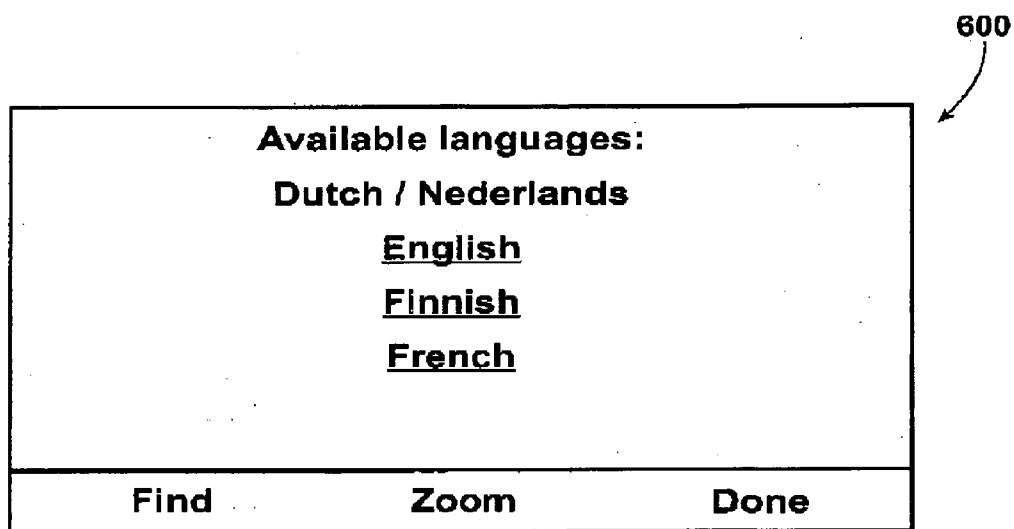 600
Available languages:
Dutch / Nederlands
English
Finnish
French
Find Zoom Done